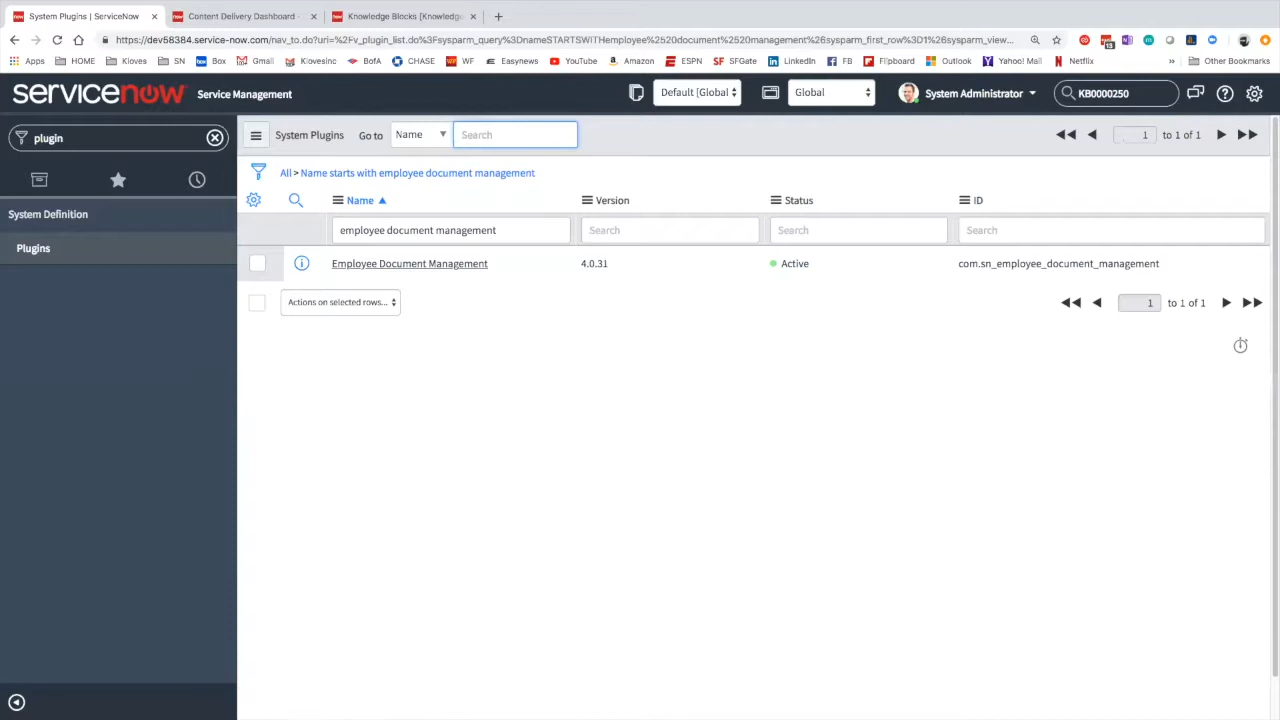 System Plugins | ServiceNow
Content Delivery Dashboard -
Knowledge Blocks [Knowledge
https://dev58384.service-now.com/nav_to.do?uri=%2Fv_plugin_list.do%3Fsysparm_query%3DnameSTARTSWITHemployee%2520document%2520management%26sysparm_first_row%3D1%26sysparm_view...
13
Apps HOME Kloves SN Box Gmail Klovesinc BofA CHASE WF Easynews YouTube Amazon ESPN SFGate LinkedIn FB Flipboard Outlook Yahoo! Mail Netflix » Other Bookmarks
servicenow Service Management Default [Global Global System Administrator KB0000250
plugin
System Plugins Go to Name Search 1 to 1 of 1
All > Name starts with employee document management
Name Version Status ID
System Definition
employee document management Search Search Search
Plugins
Employee Document Management 4.0.31 Active com.sn_employee_document_management
Actions on selected rows... 1 to 1 of 1